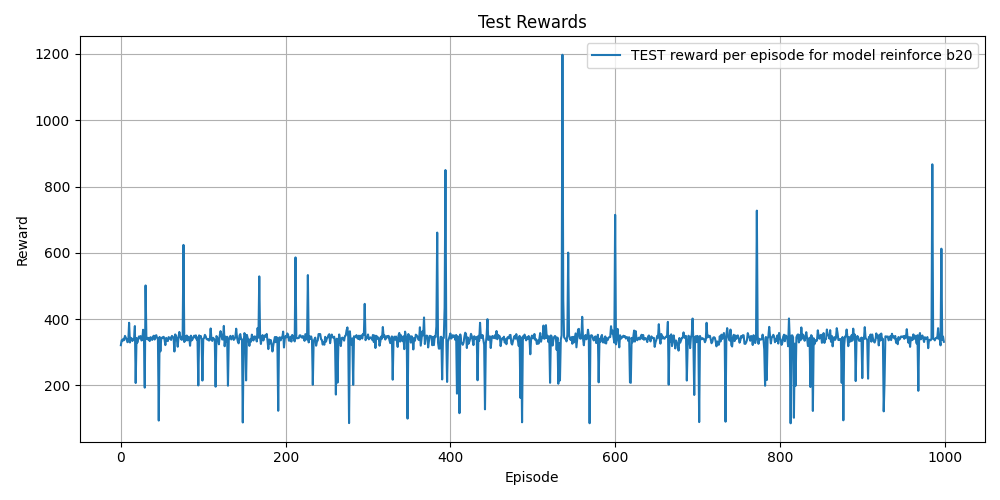 Test Rewards
TEST reward per episode for model reinforce b20
1200
1000
800
600
400
200
Reward
0 200 400 600 800 1000
Episode